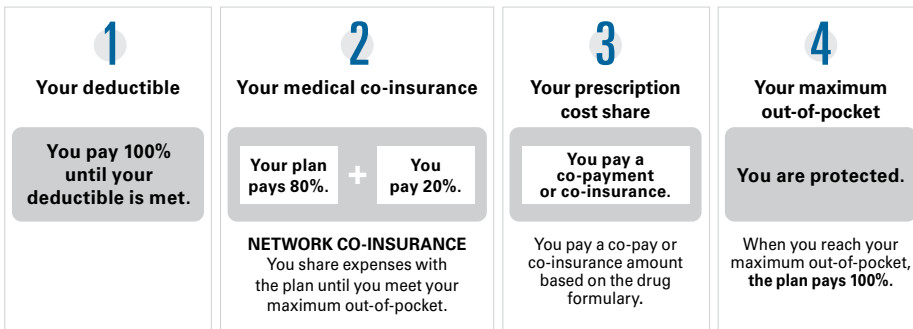 1
Your deductible
You pay 100%
until your
deductible is met.
2
Your medical co-insurance
Your plan
pays 80%.
+
You
pay 20%.
NETWORK CO-INSURANCE
You share expenses with
the plan until you meet your
maximum out-of-pocket.
3
Your prescription
cost share
You pay a
co-payment
or co-insurance.
You pay a co-pay or
co-insurance amount
based on the drug
formulary.
4
Your maximum
out-of-pocket
You are protected.
When you reach your
maximum out-of-pocket,
the plan pays 100%.